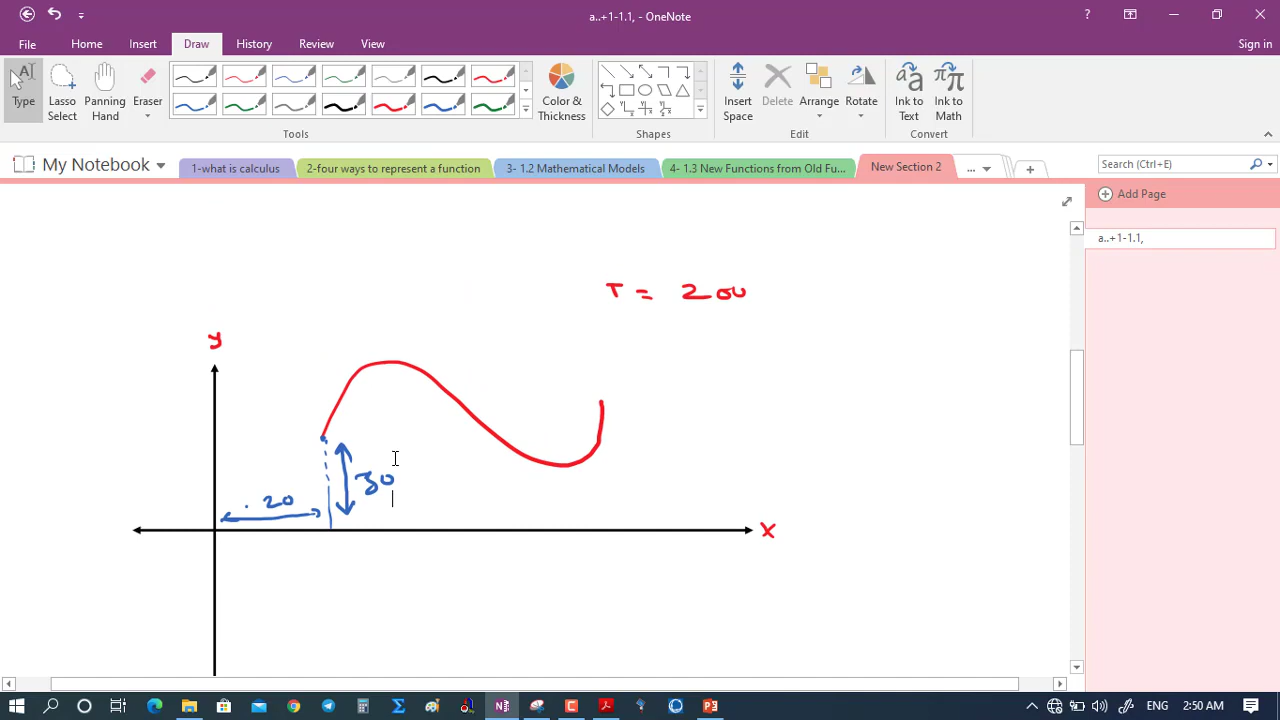 a..+1-1.1, - OneNote
File Home Insert Draw History Review View Sign in
Type
Lasso Select
Panning Hand
Eraser
Color & Thickness
Insert Space
Delete
Arrange
Rotate
Ink to Text
Ink to Math
Tools
Shapes
Edit
Convert
My Notebook
1-what is calculus
2-four ways to represent a function
3- 1.2 Mathematical Models
4- 1.3 New Functions from Old Fu...
New Section 2
...
Search (Ctrl+E)
Add Page
a..+1-1.1,
T = 200
y
30
20
x
ENG 2:50 AM